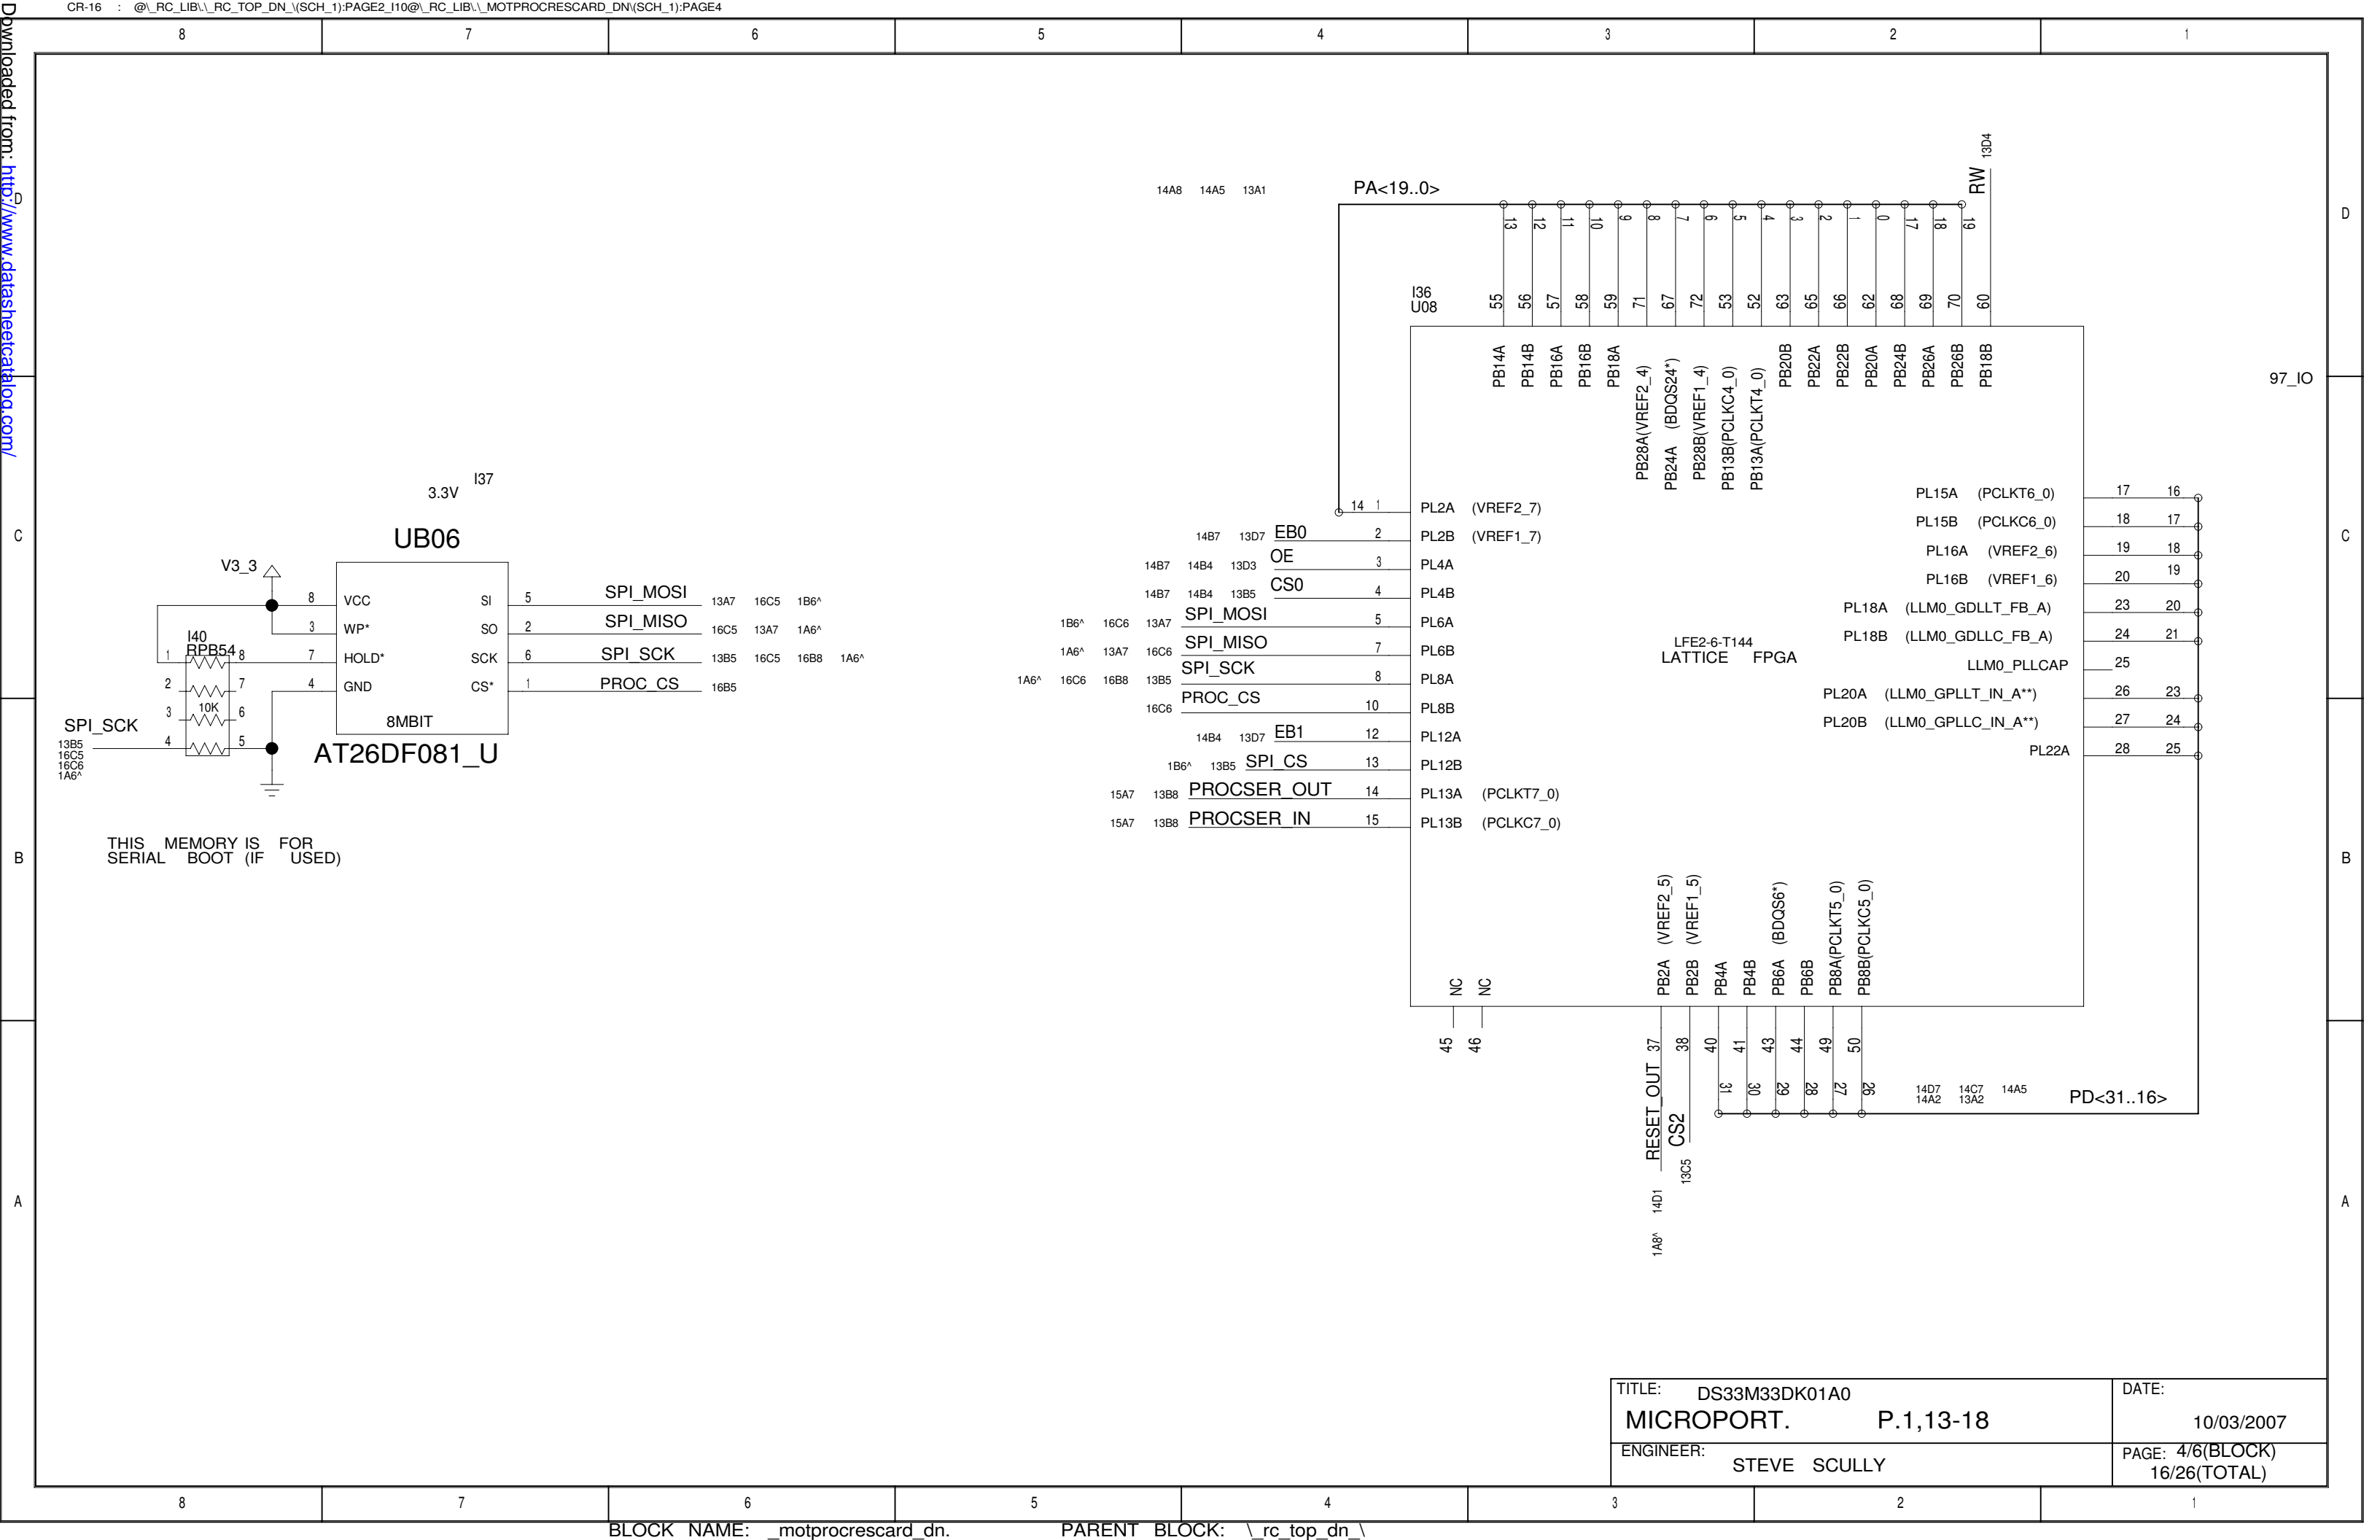 CR-16 : @\_RC_LIB\.\_RC_TOP_DN_\(SCH_1):PAGE2_I10@\_RC_LIB\.\_MOTPROCRESCARD_DN\(SCH_1):PAGE4
Downloaded from: http://www.datasheetcatalog.com/
8 7 6 5 4 3 2 1
D
C
B
A
14A8 14A5 13A1
PA<19..0>
RW 13D4
13 12 11 10 9 8 7 6 5 4 3 2 1 0 17 18 19
I36
U08
55 56 57 58 59 71 67 72 53 52 63 65 66 62 68 69 70 60
PB14A
PB14B
PB16A
PB16B
PB18A
PB28A(VREF2_4)
PB24A (BDQS24*)
PB28B(VREF1_4)
PB13B(PCLKC4_0)
PB13A(PCLKT4_0)
PB20B
PB22A
PB22B
PB20A
PB24B
PB26A
PB26B
PB18B
97_IO
I37
3.3V
UB06
V3_3
8 VCC SI 5 SPI_MOSI 13A7 16C5 1B6^
3 WP* SO 2 SPI_MISO 16C5 13A7 1A6^
7 HOLD* SCK 6 SPI_SCK 13B5 16C5 16B8 1A6^
4 GND CS* 1 PROC_CS 16B5
8MBIT
AT26DF081_U
I40
RPB54
1 8
2 7
10K
3 6
4 5
SPI_SCK
13B5
16C5
16C6
1A6^
THIS MEMORY IS FOR
SERIAL BOOT (IF USED)
14 1 PL2A (VREF2_7)
14B7 13D7 EB0 2 PL2B (VREF1_7)
14B7 14B4 13D3 OE 3 PL4A
14B7 14B4 13B5 CS0 4 PL4B
1B6^ 16C6 13A7 SPI_MOSI 5 PL6A
1A6^ 13A7 16C6 SPI_MISO 7 PL6B
1A6^ 16C6 16B8 13B5 SPI_SCK 8 PL8A
16C6 PROC_CS 10 PL8B
14B4 13D7 EB1 12 PL12A
1B6^ 13B5 SPI_CS 13 PL12B
15A7 13B8 PROCSER_OUT 14 PL13A (PCLKT7_0)
15A7 13B8 PROCSER_IN 15 PL13B (PCLKC7_0)
LFE2-6-T144
LATTICE FPGA
PL15A (PCLKT6_0) 17 16
PL15B (PCLKC6_0) 18 17
PL16A (VREF2_6) 19 18
PL16B (VREF1_6) 20 19
PL18A (LLM0_GDLLT_FB_A) 23 20
PL18B (LLM0_GDLLC_FB_A) 24 21
LLM0_PLLCAP 25
PL20A (LLM0_GPLLT_IN_A**) 26 23
PL20B (LLM0_GPLLC_IN_A**) 27 24
PL22A 28 25
NC
NC
PB2A (VREF2_5)
PB2B (VREF1_5)
PB4A
PB4B
PB6A (BDQS6*)
PB6B
PB8A(PCLKT5_0)
PB8B(PCLKC5_0)
45 46 37 38 40 41 43 44 49 50
31 30 29 28 27 26
RESET_OUT
14D1
1A8^
CS2
13C5
14D7 14C7 14A5
14A2 13A2
PD<31..16>
D
C
B
A
TITLE: DS33M33DK01A0
MICROPORT. P.1,13-18
DATE:
10/03/2007
ENGINEER:
STEVE SCULLY
PAGE: 4/6(BLOCK)
16/26(TOTAL)
8 7 6 5 4 3 2 1
BLOCK NAME: _motprocrescard_dn. PARENT BLOCK: \_rc_top_dn_\